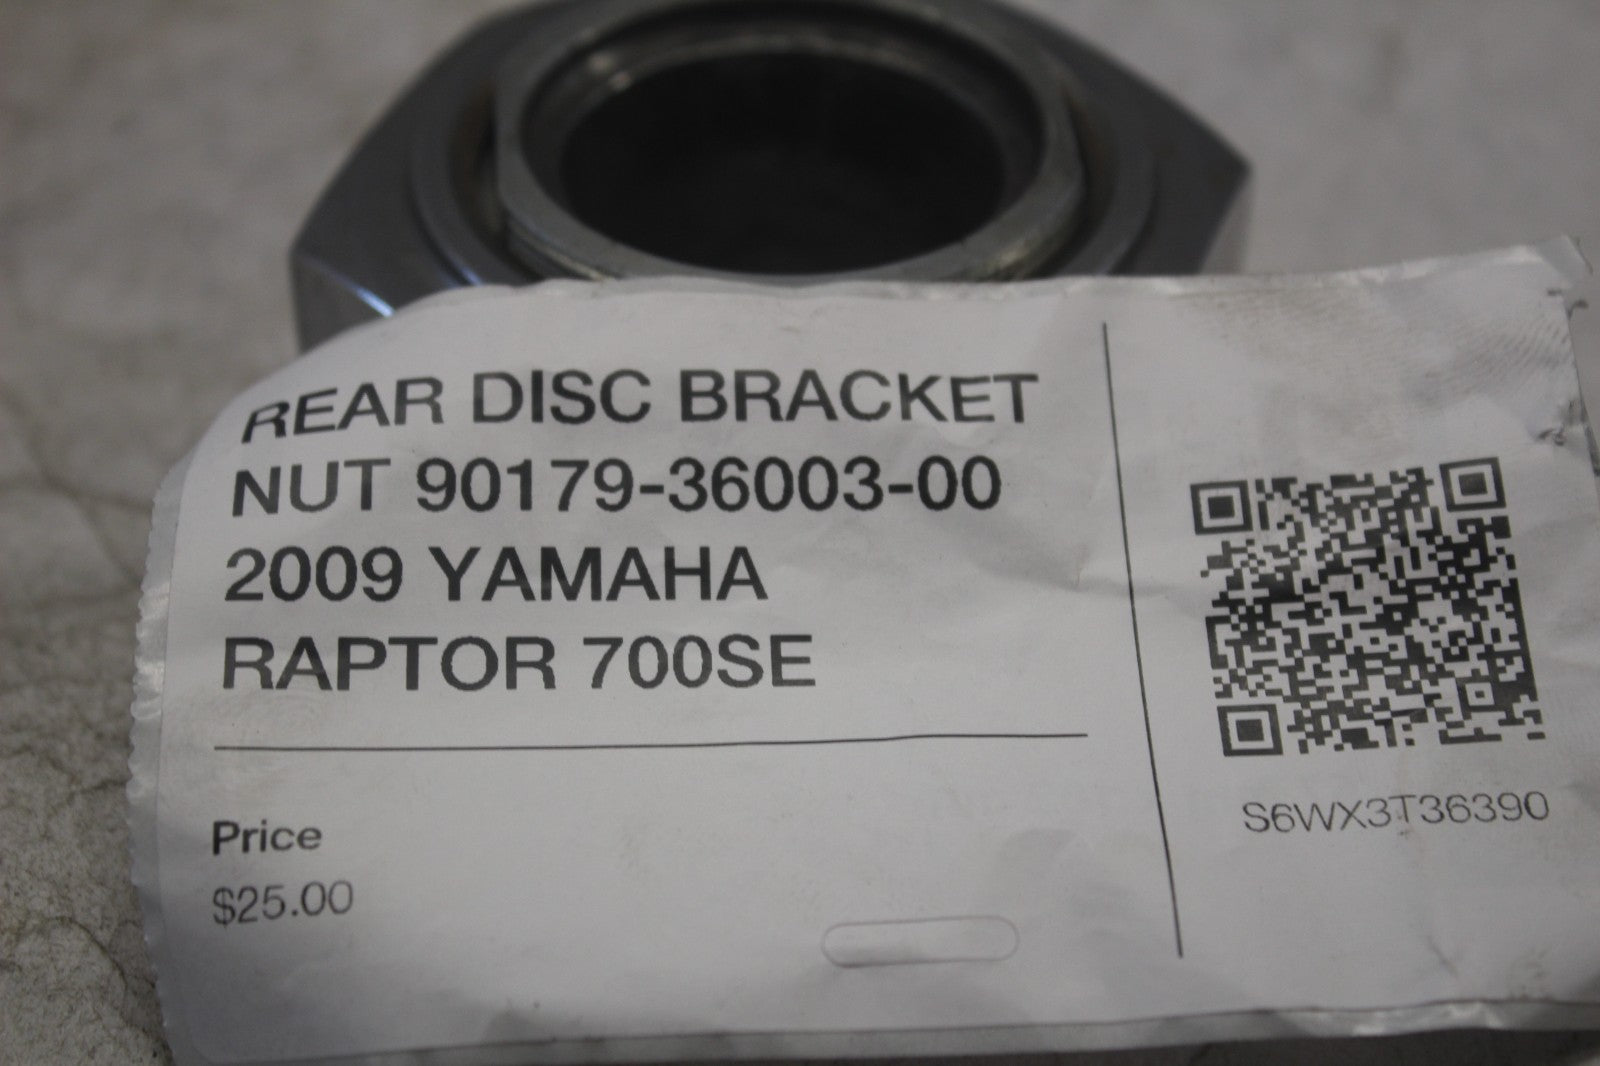 REAR DISC BRACKET
NUT 90179-36003-00
2009 YAMAHA
RAPTOR 700SE
Price
$25.00
S6WX3T36390